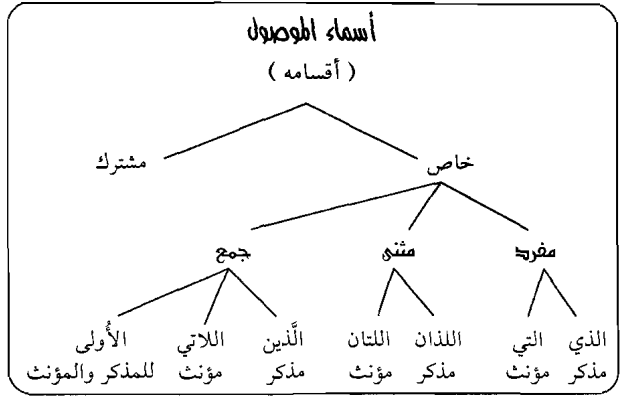 أسماء الموصول
( أقسامه )
خاص مشترك
مفرد مثنى جمع
الذي التي اللذان اللتان الَّذين اللاتي الأُولى
مذكر مؤنث مذكر مؤنث مذكر مؤنث للمذكر والمؤنث